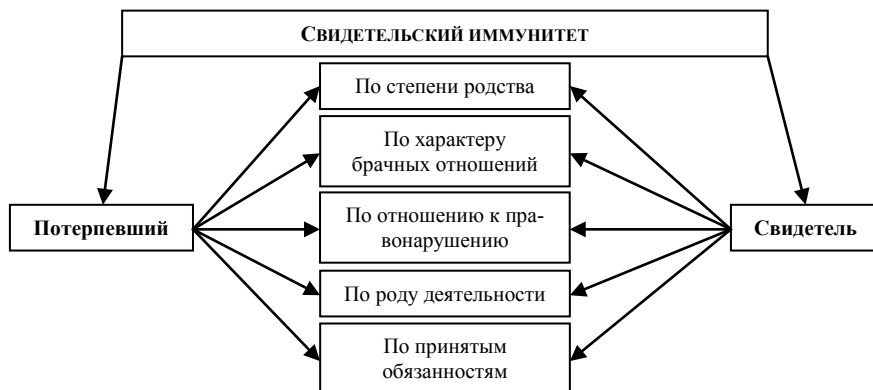 СВИДЕТЕЛЬСКИЙ ИММУНИТЕТ
По степени родства
По характеру
брачных отношений
Потерпевший
По отношению к пра-
вонарушению
Свидетель
По роду деятельности
По принятым
обязанностям